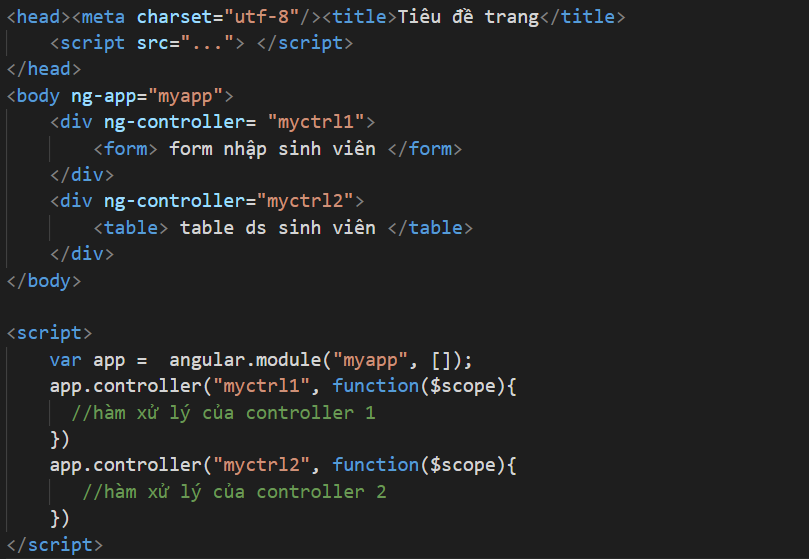 <head><meta charset="utf-8"/><title>Tiêu đề trang</title>
<script src="..."> </script>
</head>
<body ng-app="myapp">
<div ng-controller= "myctrl1">
<form> form nhập sinh viên </form>
</div>
<div ng-controller="myctrl2">
<table> table ds sinh viên </table>
</div>
</body>
<script>
var app =  angular.module("myapp", []);
app.controller("myctrl1", function($scope){
//hàm xử lý của controller 1
})
app.controller("myctrl2", function($scope){
//hàm xử lý của controller 2
})
</script>